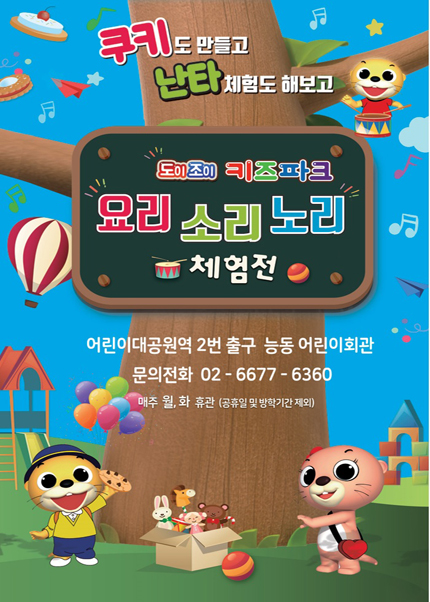 쿠키도 만들고
난타체험도 해보고
도이조이 키즈파크
요리 소리 노리
체험전
어린이대공원역 2번 출구 능동 어린이회관
문의전화 02 - 6677 - 6360
매주 월, 화 휴관 (공휴일 및 방학기간 제외)